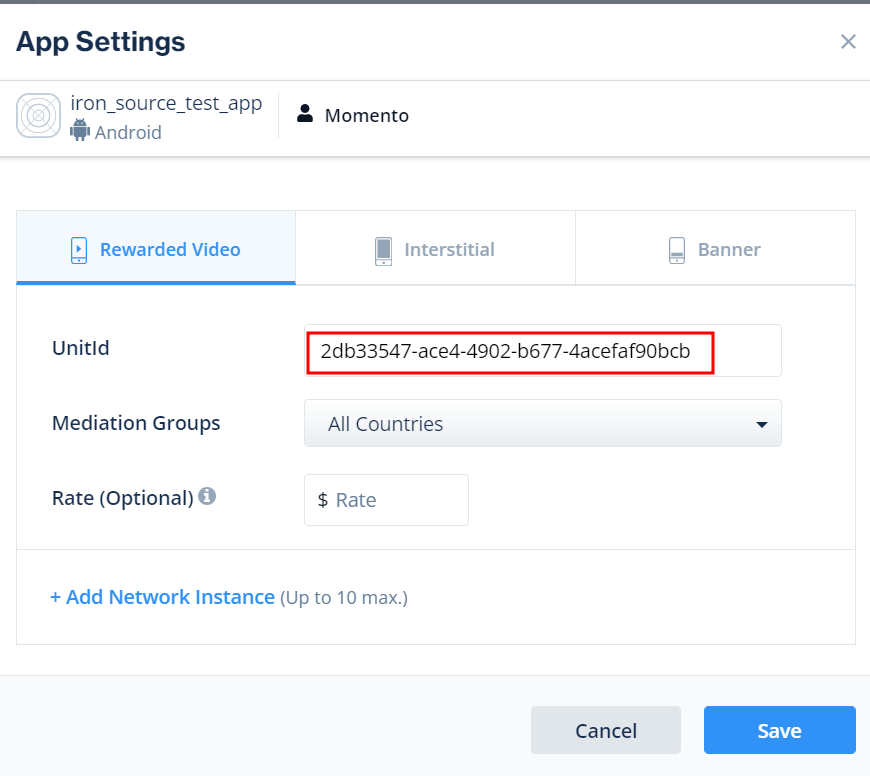 App Settings
iron_source_test_app
Android
Momento
Rewarded Video
Interstitial
Banner
UnitId
2db33547-ace4-4902-b677-4acefaf90bcb
Mediation Groups
All Countries
Rate (Optional)
$ Rate
+ Add Network Instance (Up to 10 max.)
Cancel
Save